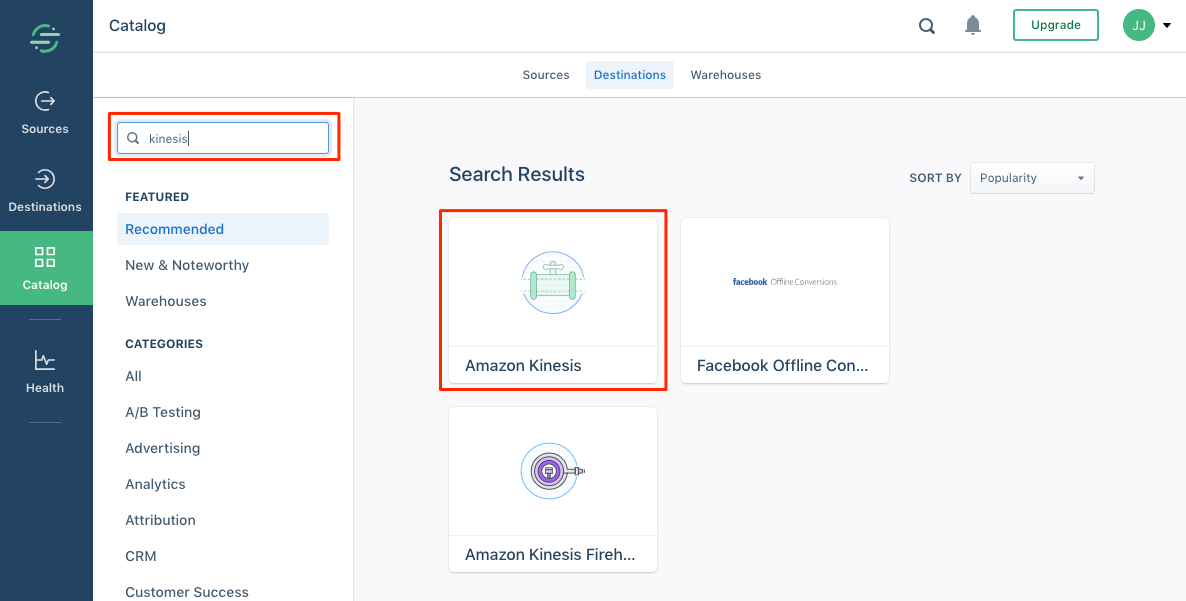 Catalog
Upgrade
JJ
Sources
Destinations
Warehouses
Sources
Destinations
Catalog
Health
kinesis
FEATURED
Recommended
New & Noteworthy
Warehouses
CATEGORIES
All
A/B Testing
Advertising
Analytics
Attribution
CRM
Customer Success
Search Results
SORT BY
Popularity
Amazon Kinesis
facebook Offline Conversions
Facebook Offline Con...
Amazon Kinesis Fireh...